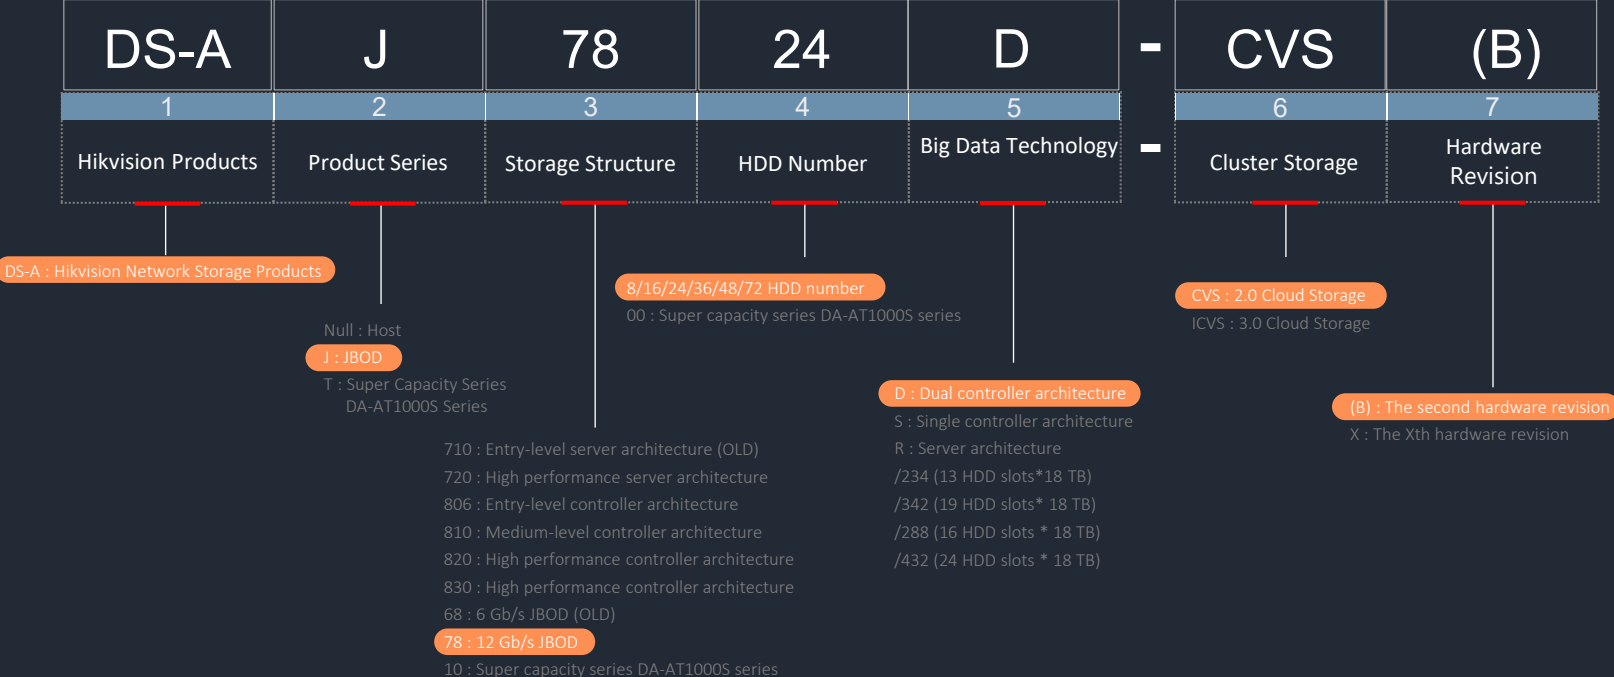 DS-A J 78 24 D - CVS (B)
1 2 3 4 5 6 7
Hikvision Products
Product Series
Storage Structure
HDD Number
Big Data Technology
-
Cluster Storage
Hardware
Revision
DS-A : Hikvision Network Storage Products
Null : Host
J : JBOD
T : Super Capacity Series
DA-AT1000S Series
710 : Entry-level server architecture (OLD)
720 : High performance server architecture
806 : Entry-level controller architecture
810 : Medium-level controller architecture
820 : High performance controller architecture
830 : High performance controller architecture
68 : 6 Gb/s JBOD (OLD)
78 : 12 Gb/s JBOD
10 : Super capacity series DA-AT1000S series
8/16/24/36/48/72 HDD number
00 : Super capacity series DA-AT1000S series
D : Dual controller architecture
S : Single controller architecture
R : Server architecture
/234 (13 HDD slots*18 TB)
/342 (19 HDD slots* 18 TB)
/288 (16 HDD slots * 18 TB)
/432 (24 HDD slots * 18 TB)
CVS : 2.0 Cloud Storage
ICVS : 3.0 Cloud Storage
(B) : The second hardware revision
X : The Xth hardware revision